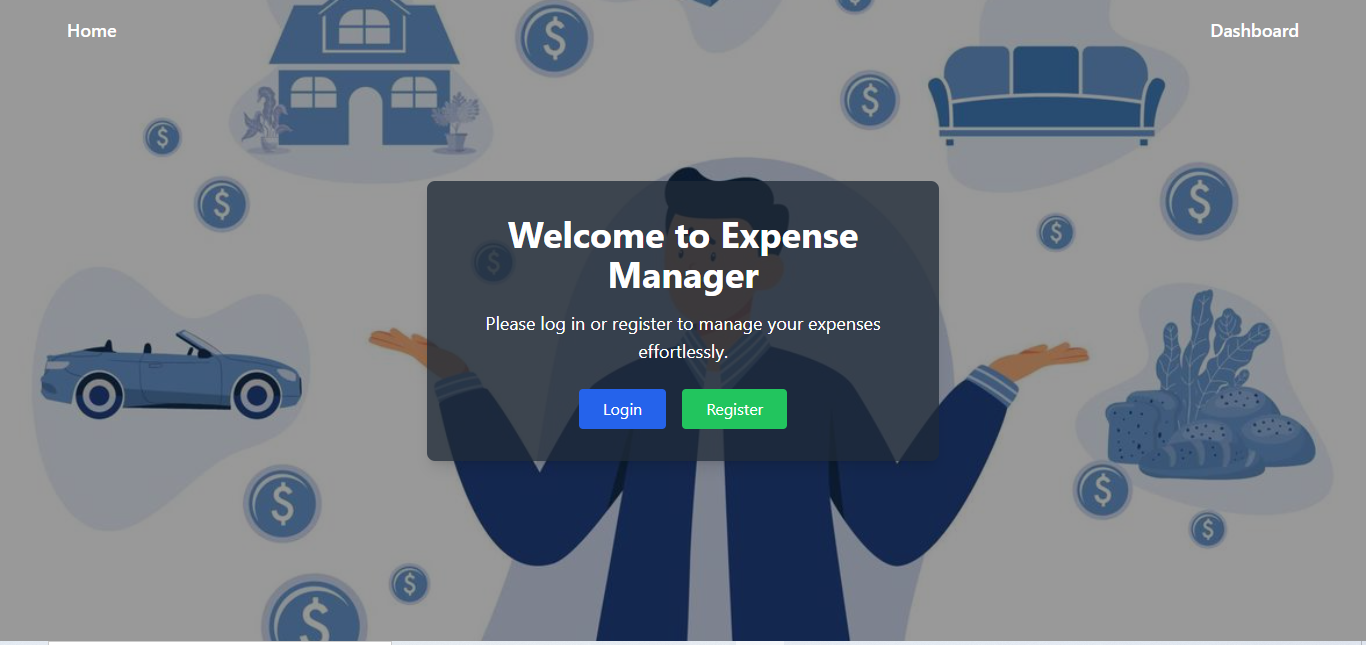 Home
Dashboard
Welcome to Expense
Manager
Please log in or register to manage your expenses
effortlessly.
Login
Register